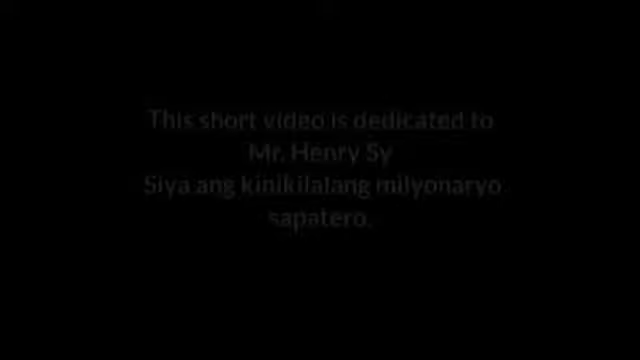 This short video is dedicated to
Mr. Henry Sy
Siya ang kinikilalang milyonaryo
sapatero.